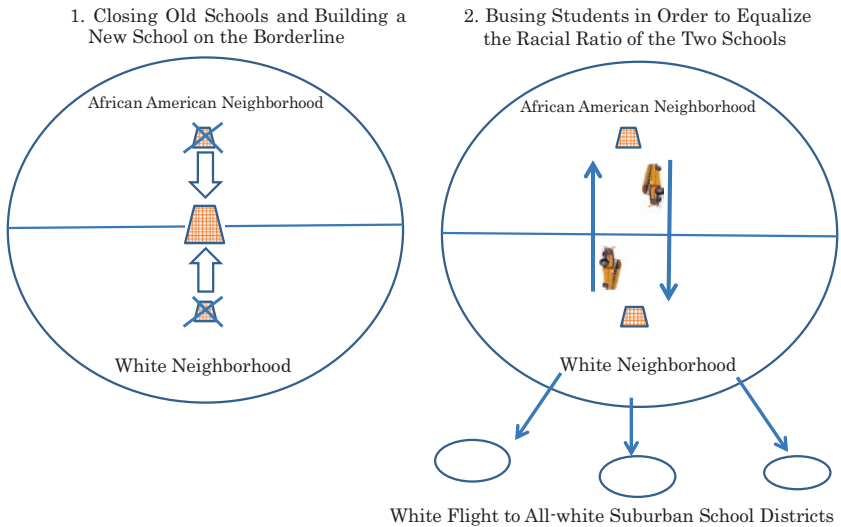 1. Closing Old Schools and Building a
New School on the Borderline
African American Neighborhood
White Neighborhood
2. Busing Students in Order to Equalize
the Racial Ratio of the Two Schools
African American Neighborhood
White Neighborhood
White Flight to All-white Suburban School Districts